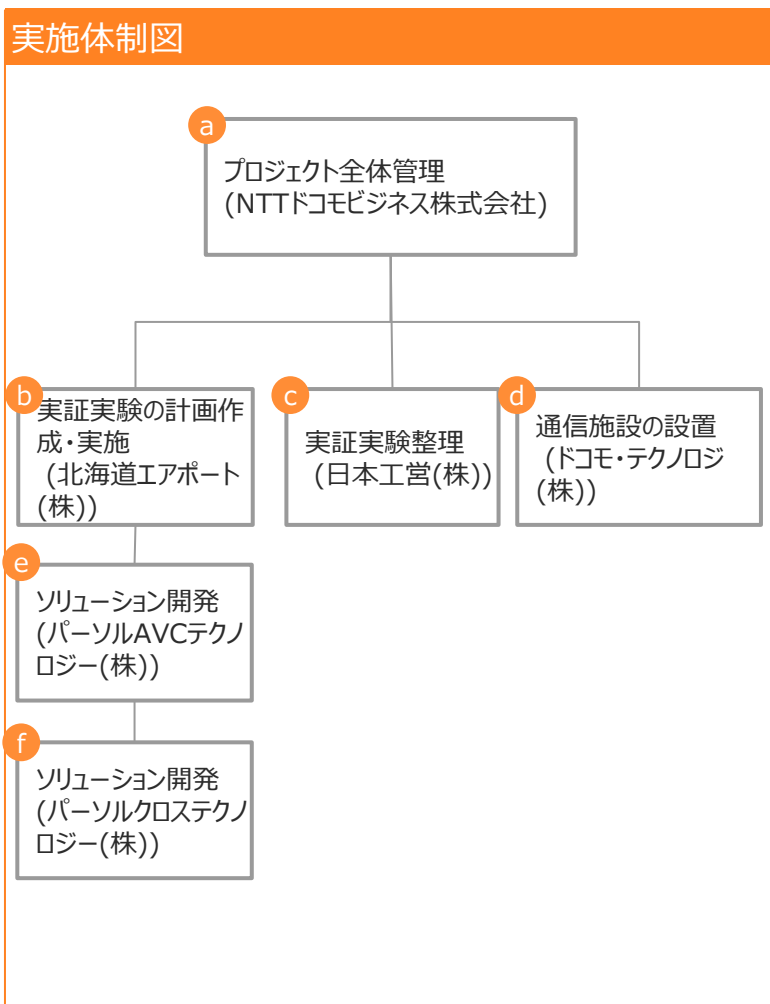 実施体制図
a
プロジェクト全体管理
(NTTドコモビジネス株式会社)
b
実証実験の計画作
成・実施
(北海道エアポート
(株))
c
実証実験整理
(日本工営(株))
d
通信施設の設置
(ドコモ・テクノロジ
(株))
e
ソリューション開発
(パーソルAVCテクノ
ロジー(株))
f
ソリューション開発
(パーソルクロステクノ
ロジー(株))